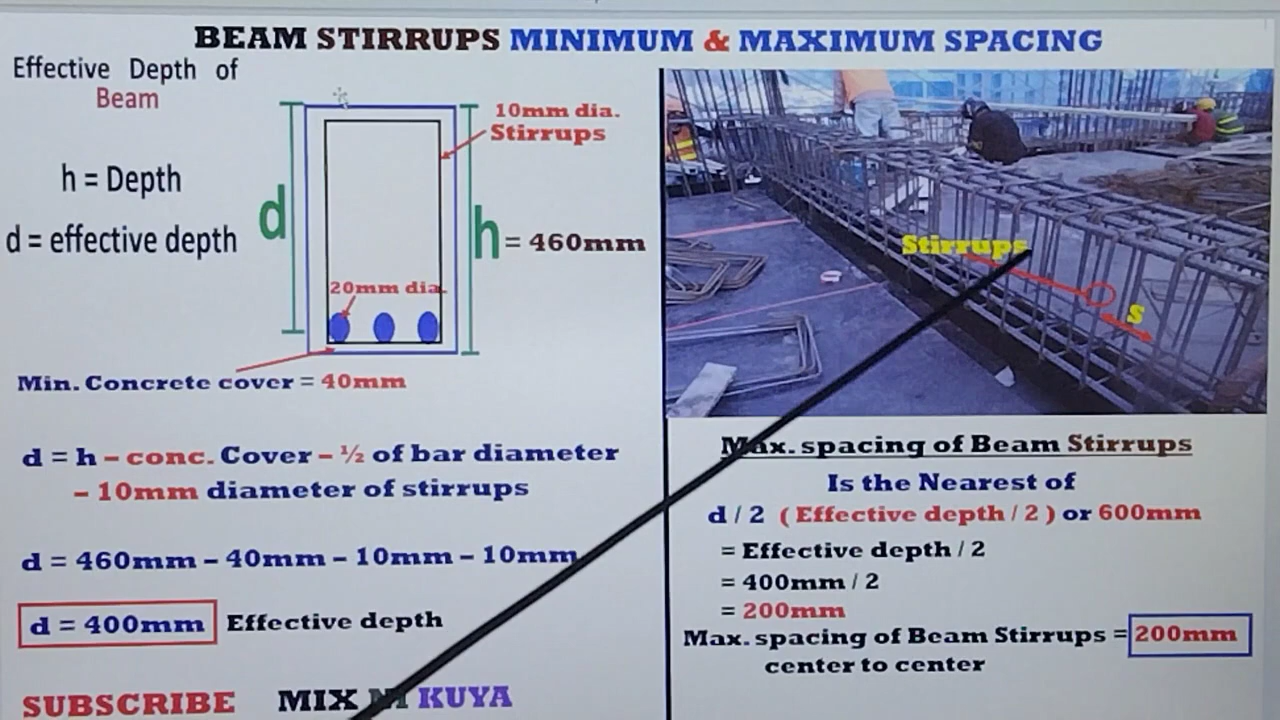 BEAM STIRRUPS MINIMUM & MAXIMUM SPACING
Effective Depth of
Beam
h = Depth
d = effective depth
d
10mm dia.
Stirrups
h = 460mm
20mm dia.
Min. Concrete cover = 40mm
d = h – conc. Cover – ½ of bar diameter
– 10mm diameter of stirrups
d = 460mm – 40mm – 10mm – 10mm
d = 400mm Effective depth
SUBSCRIBE MIX KUYA
Stirrups
S
Max. spacing of Beam Stirrups
Is the Nearest of
d / 2 ( Effective depth / 2 ) or 600mm
= Effective depth / 2
= 400mm / 2
= 200mm
Max. spacing of Beam Stirrups = 200mm
center to center